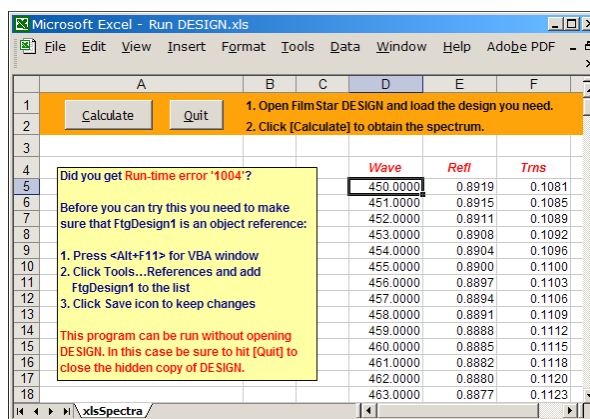 Microsoft Excel - Run DESIGN.xls
File Edit View Insert Format Tools Data Window Help Adobe PDF
A B C D E F
1 Calculate Quit 1. Open FilmStar DESIGN and load the design you need.
2 2. Click [Calculate] to obtain the spectrum.
3
4 Wave Refl Trns
Did you get Run-time error '1004'?
5 450.0000 0.8919 0.1081
6 451.0000 0.8915 0.1085
Before you can try this you need to make
7 452.0000 0.8911 0.1089
sure that FtgDesign1 is an object reference:
8 453.0000 0.8908 0.1092
9 454.0000 0.8904 0.1096
1. Press <Alt+F11> for VBA window
10 455.0000 0.8900 0.1100
2. Click Tools...References and add
11 456.0000 0.8897 0.1103
FtgDesign1 to the list
12 457.0000 0.8894 0.1106
3. Click Save icon to keep changes
13 458.0000 0.8891 0.1109
14 459.0000 0.8888 0.1112
This program can be run without opening
15 460.0000 0.8885 0.1115
DESIGN. In this case be sure to hit [Quit] to
16 461.0000 0.8882 0.1118
close the hidden copy of DESIGN.
17 462.0000 0.8880 0.1120
18 463.0000 0.8877 0.1123
xlsSpectra